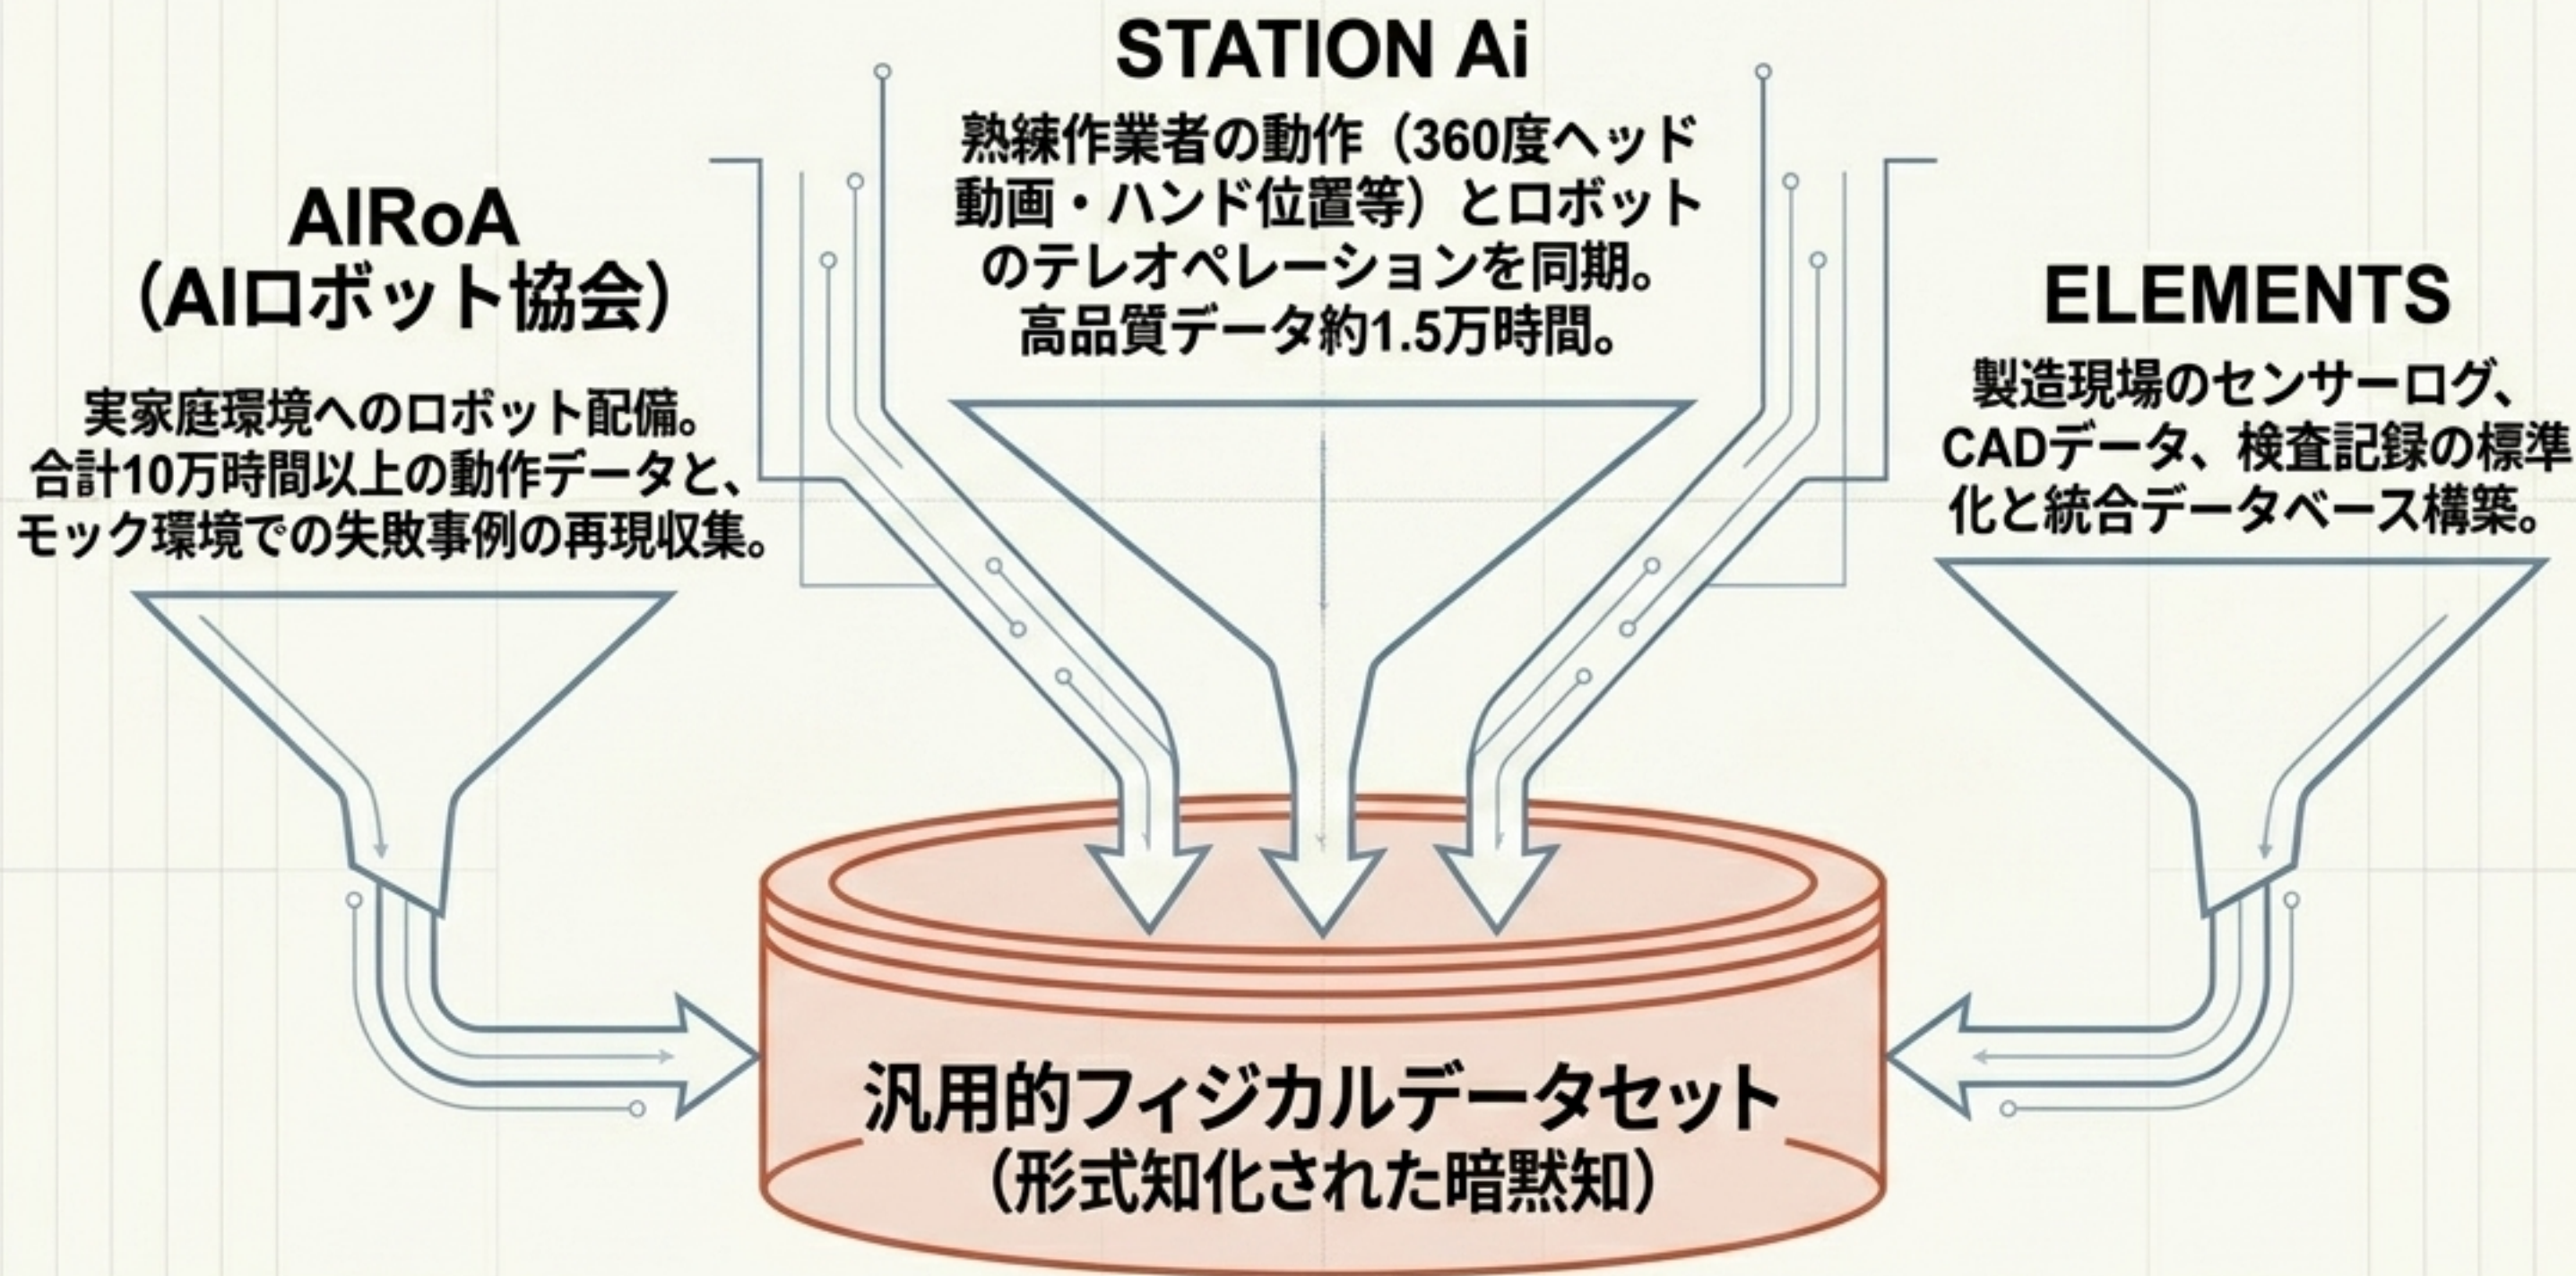 STATION Ai
熟練作業者の動作（360度ヘッド
動画・ハンド位置等）とロボット
のテレオペレーションを同期。
高品質データ約1.5万時間。
AIRoA
（AIロボット協会）
実家庭環境へのロボット配備。
合計10万時間以上の動作データと、
モック環境での失敗事例の再現収集。
ELEMENTS
製造現場のセンサーログ、
CADデータ、検査記録の標準
化と統合データベース構築。
汎用的フィジカルデータセット
（形式知化された暗黙知）